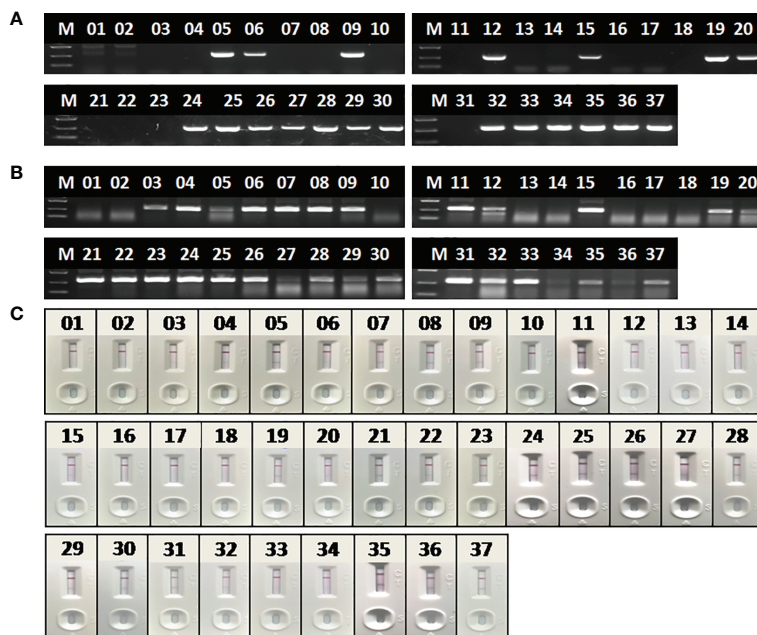 A
M 01 02 03 04 05 06 07 08 09 10
M 11 12 13 14 15 16 17 18 19 20
M 21 22 23 24 25 26 27 28 29 30
M 31 32 33 34 35 36 37
B
M 01 02 03 04 05 06 07 08 09 10
M 11 12 13 14 15 16 17 18 19 20
M 21 22 23 24 25 26 27 28 29 30
M 31 32 33 34 35 36 37
C
01 02 03 04 05 06 07 08 09 10 11 12 13 14
15 16 17 18 19 20 21 22 23 24 25 26 27 28
29 30 31 32 33 34 35 36 37